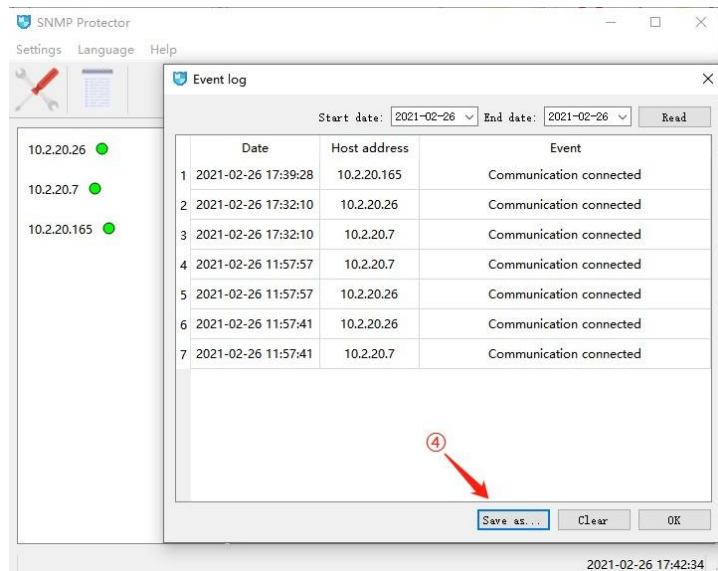 SNMP Protector
Settings Language Help
Event log
Start date: 2021-02-26 End date: 2021-02-26 Read
10.2.20.26
10.2.20.7
10.2.20.165
Date Host address Event
1 2021-02-26 17:39:28 10.2.20.165 Communication connected
2 2021-02-26 17:32:10 10.2.20.26 Communication connected
3 2021-02-26 17:32:10 10.2.20.7 Communication connected
4 2021-02-26 11:57:57 10.2.20.7 Communication connected
5 2021-02-26 11:57:57 10.2.20.26 Communication connected
6 2021-02-26 11:57:41 10.2.20.26 Communication connected
7 2021-02-26 11:57:41 10.2.20.7 Communication connected
④
Save as... Clear OK
2021-02-26 17:42:34